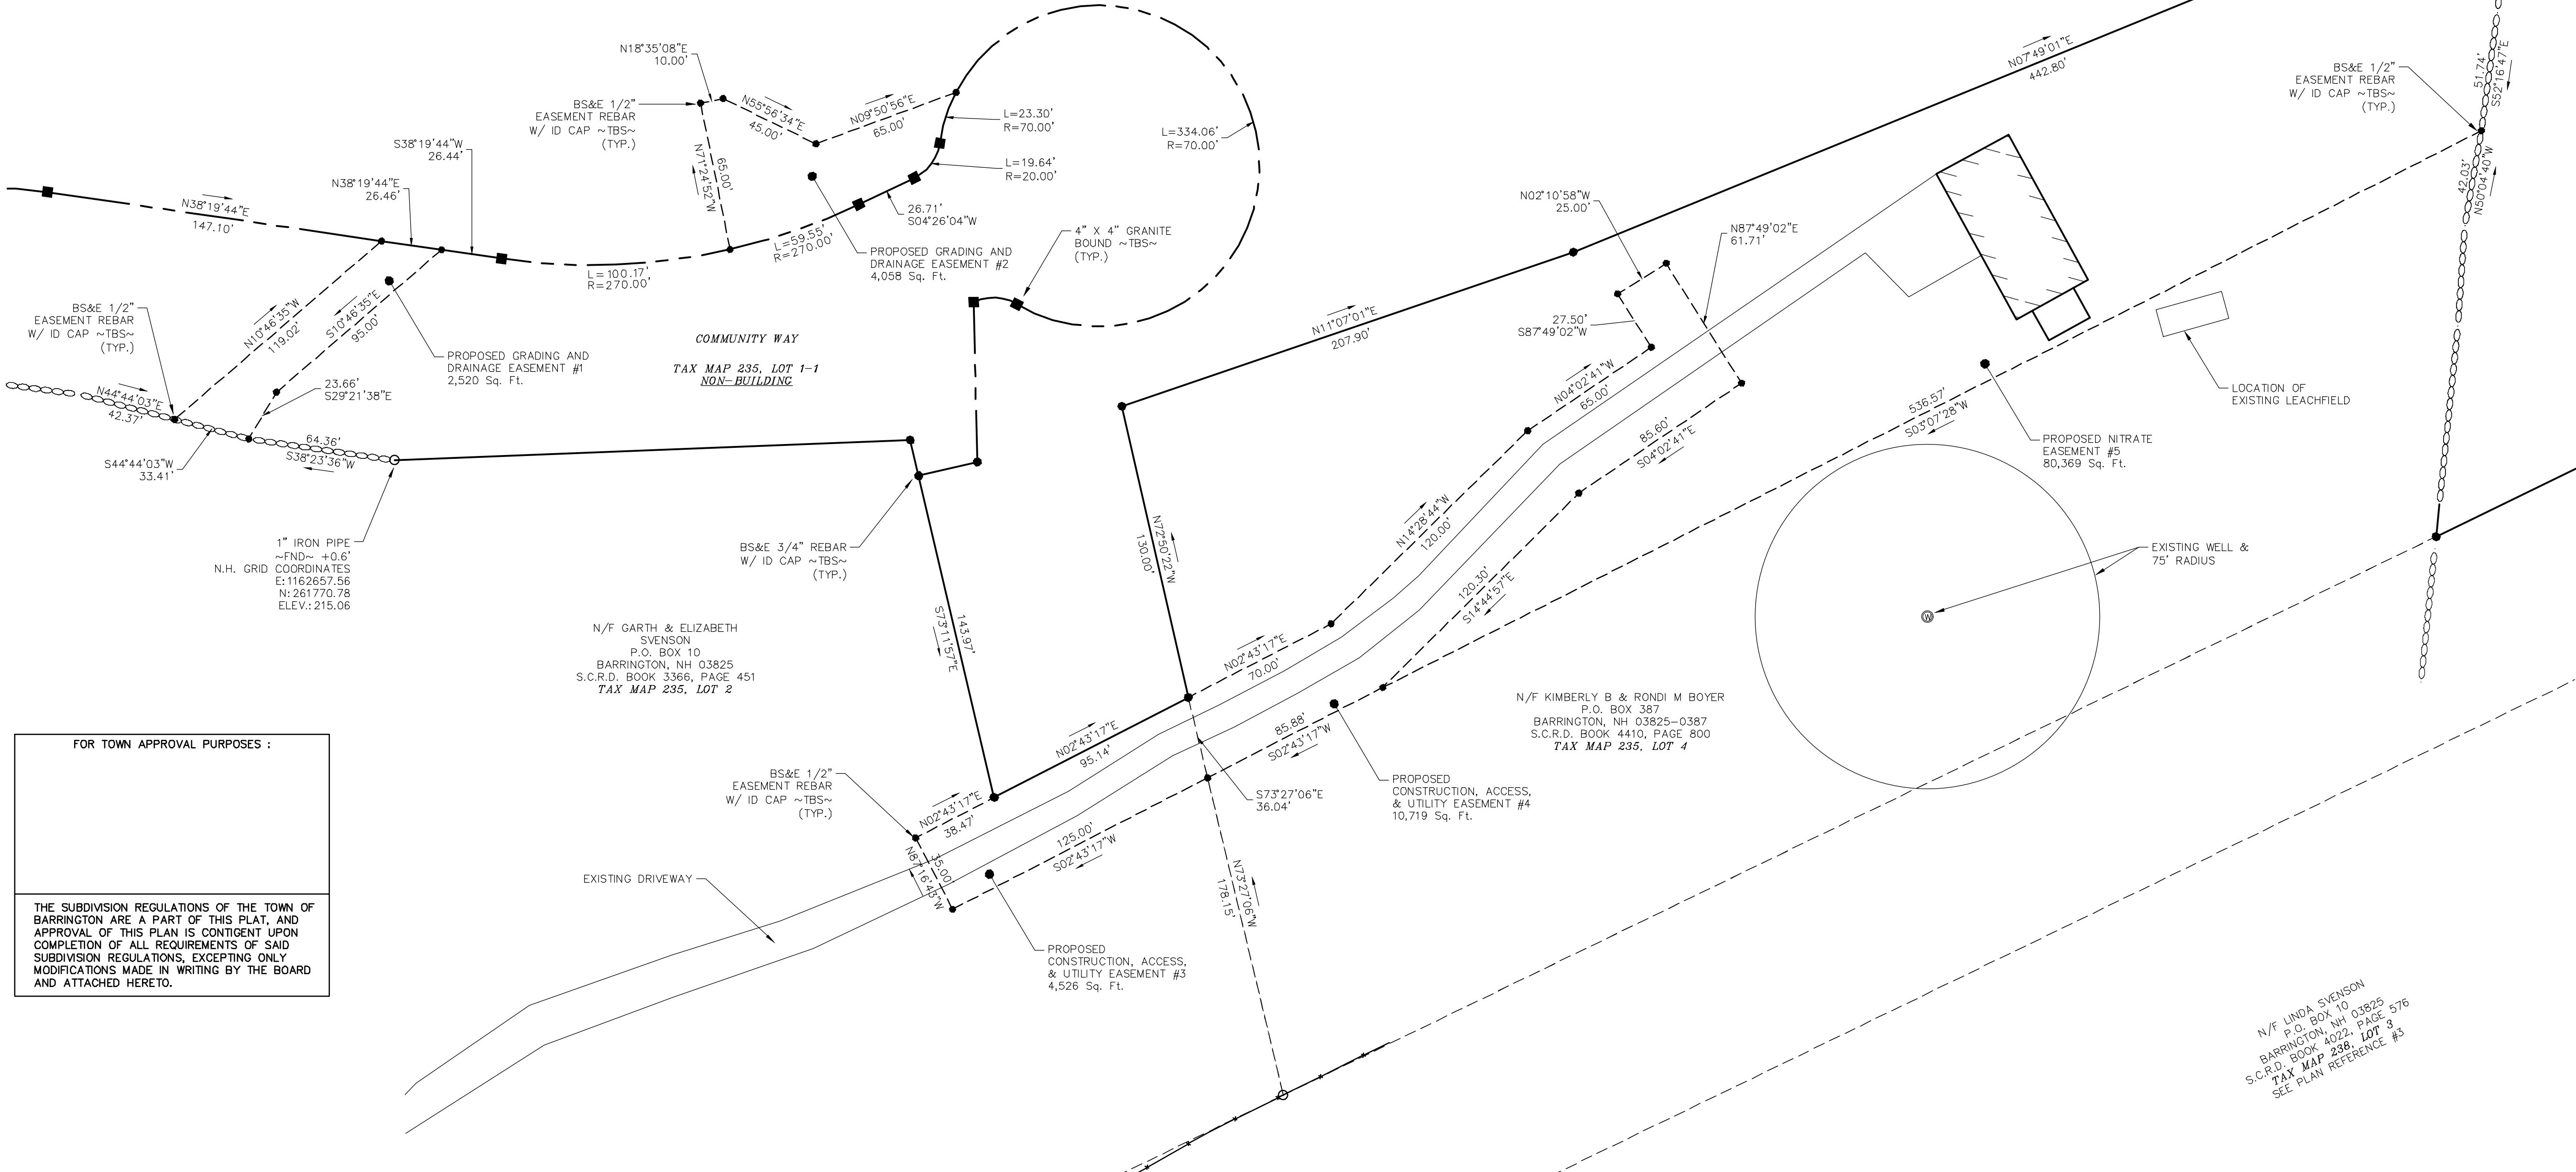 N18°35'08"E
10.00'
BS&E 1/2"
EASEMENT REBAR
W/ ID CAP ~TBS~
(TYP.)
N55°56'34"E
45.00'
N09°50'56"E
65.00'
L=23.30'
R=70.00'
L=334.06'
R=70.00'
N07°49'01"E
442.80'
BS&E 1/2"
EASEMENT REBAR
W/ ID CAP ~TBS~
(TYP.)
51.74'
S52°16'47"E
S38°19'44"W
26.44'
N38°19'44"E
26.46'
N38°19'44"E
147.10'
65.00'
N71°24'52"W
L=19.64'
R=20.00'
26.71'
S04°26'04"W
L=59.55'
R=270.00'
L=100.17'
R=270.00'
PROPOSED GRADING AND
DRAINAGE EASEMENT #2
4,058 Sq. Ft.
4" X 4" GRANITE
BOUND ~TBS~
(TYP.)
N02°10'58"W
25.00'
N87°49'02"E
61.71'
42.03'
N50°04'40"W
BS&E 1/2"
EASEMENT REBAR
W/ ID CAP ~TBS~
(TYP.)
N10°46'35"W
119.02'
S10°46'35"E
95.00'
PROPOSED GRADING AND
DRAINAGE EASEMENT #1
2,520 Sq. Ft.
COMMUNITY WAY
TAX MAP 235, LOT 1-1
NON-BUILDING
N11°07'01"E
207.90'
27.50'
S87°49'02"W
N44°44'03"E
42.37'
23.66'
S29°21'38"E
N04°02'41"W
65.00'
LOCATION OF
EXISTING LEACHFIELD
536.57'
S03°07'28"W
64.36'
S38°23'36"W
S44°44'03"W
33.41'
85.60'
S04°02'41"E
PROPOSED NITRATE
EASEMENT #5
80,369 Sq. Ft.
1" IRON PIPE
~FND~ +0.6'
N.H. GRID COORDINATES
E:1162657.56
N:261770.78
ELEV.:215.06
BS&E 3/4" REBAR
W/ ID CAP ~TBS~
(TYP.)
N72°50'22"W
130.00'
N14°28'44"W
120.00'
120.30'
S14°44'57"E
EXISTING WELL &
75' RADIUS
W
N/F GARTH & ELIZABETH
SVENSON
P.O. BOX 10
BARRINGTON, NH 03825
S.C.R.D. BOOK 3366, PAGE 451
TAX MAP 235, LOT 2
143.97'
S73°11'57"E
N02°43'17"E
70.00'
N/F KIMBERLY B & RONDI M BOYER
P.O. BOX 387
BARRINGTON, NH 03825-0387
S.C.R.D. BOOK 4410, PAGE 800
TAX MAP 235, LOT 4
FOR TOWN APPROVAL PURPOSES :
N02°43'17"E
95.14'
85.88'
S02°43'17"W
BS&E 1/2"
EASEMENT REBAR
W/ ID CAP ~TBS~
(TYP.)
N02°43'17"E
38.47'
S73°27'06"E
36.04'
PROPOSED
CONSTRUCTION, ACCESS,
& UTILITY EASEMENT #4
10,719 Sq. Ft.
35.00'
N87°16'43"W
125.00'
S02°43'17"W
EXISTING DRIVEWAY
N73°27'06"W
178.15'
PROPOSED
CONSTRUCTION, ACCESS,
& UTILITY EASEMENT #3
4,526 Sq. Ft.
THE SUBDIVISION REGULATIONS OF THE TOWN OF
BARRINGTON ARE A PART OF THIS PLAT, AND
APPROVAL OF THIS PLAN IS CONTIGENT UPON
COMPLETION OF ALL REQUIREMENTS OF SAID
SUBDIVISION REGULATIONS, EXCEPTING ONLY
MODIFICATIONS MADE IN WRITING BY THE BOARD
AND ATTACHED HERETO.
N/F LINDA SVENSON
P.O. BOX 10
BARRINGTON, NH 03825
S.C.R.D. BOOK 4022, PAGE 576
TAX MAP 238, LOT 3
SEE PLAN REFERENCE #3